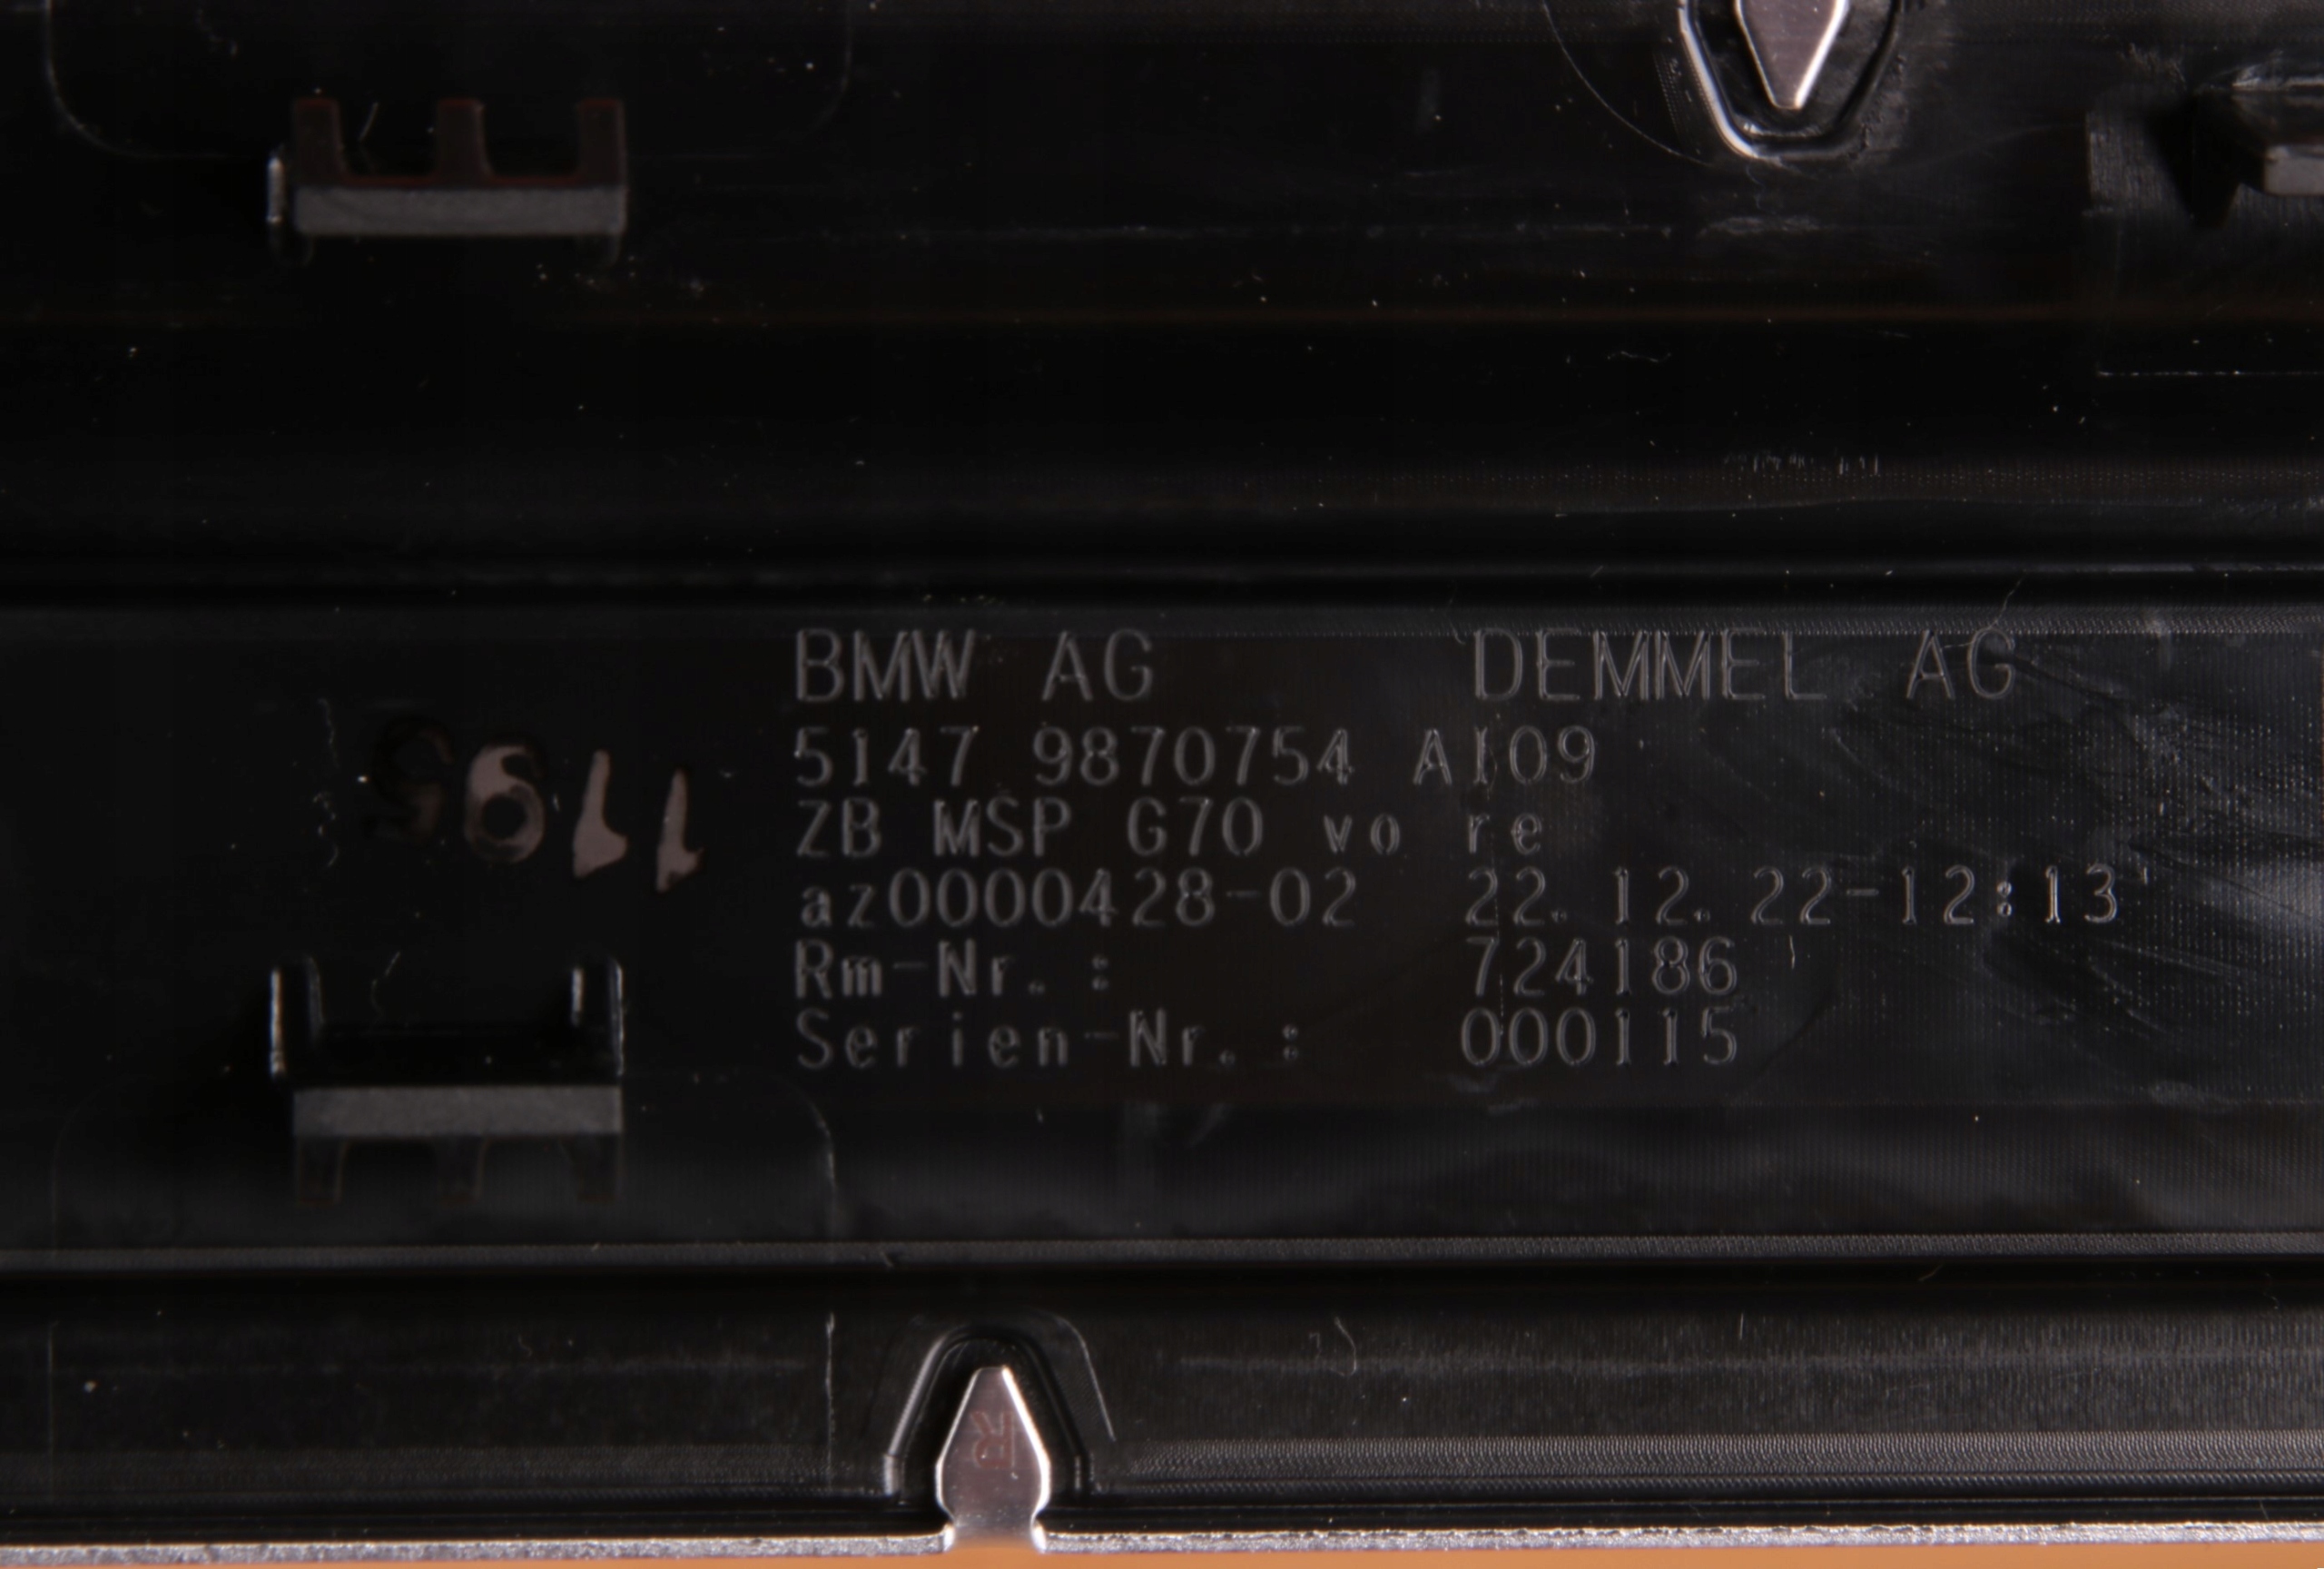 BMW AG DEMMEL AG
5147 9870754 AI09
ZB MSP G70 vo re
az0000428-02 22.12.22-12:13
Rm-Nr.: 724186
Serien-Nr.: 000115
R